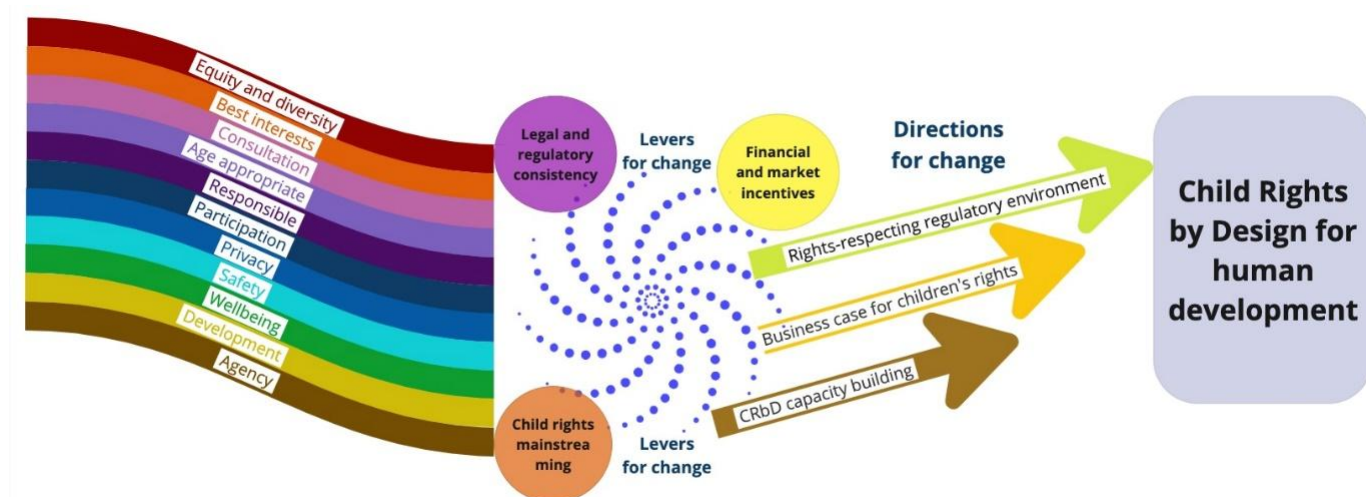 Equity and diversity
Best interests
Consultation
Age appropriate
Responsible
Participation
Privacy
Safety
Wellbeing
Development
Agency
Legal and
regulatory
consistency
Levers
for change
Financial
and market
incentives
Child rights
mainstrea
ming
Levers
for change
Directions
for change
Rights-respecting regulatory environment
Business case for children's rights
CRbD capacity building
Child Rights
by Design for
human
development